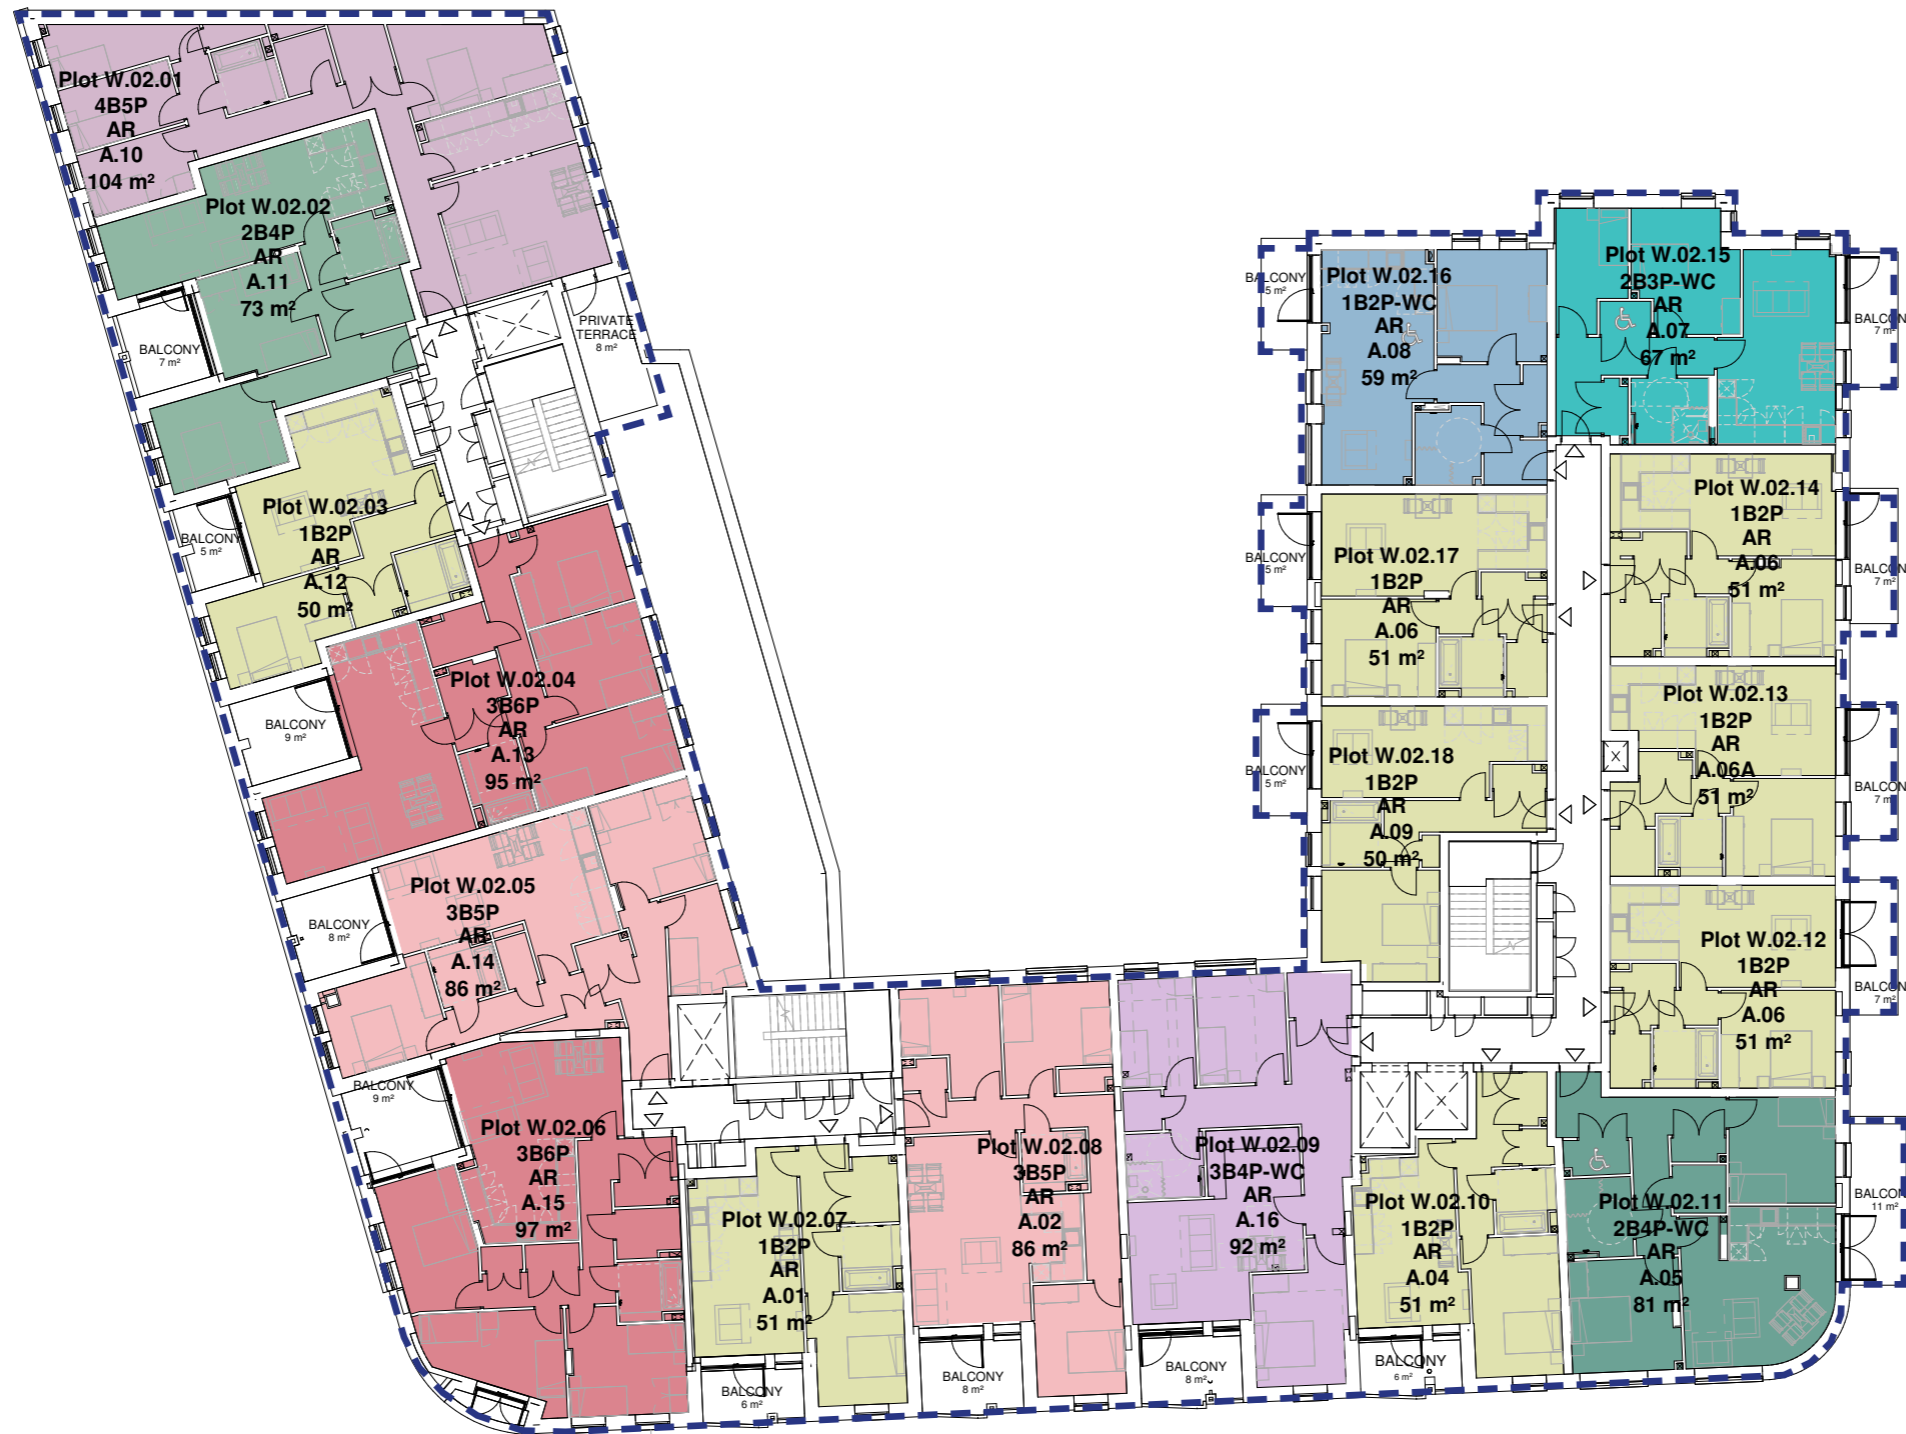 Plot W.02.01
4B5P
AR
A.10
104 m²
Plot W.02.02
2B4P
AR
A.11
73 m²
PRIVATE
TERRACE
8 m²
BALCONY
7 m²
Plot W.02.03
1B2P
AR
A.12
50 m²
BALCONY
5 m²
Plot W.02.04
3B6P
AR
A.13
95 m²
BALCONY
9 m²
Plot W.02.05
3B5P
AR
A.14
86 m²
BALCONY
8 m²
BALCONY
9 m²
Plot W.02.06
3B6P
AR
A.15
97 m²
Plot W.02.07
1B2P
AR
A.01
51 m²
BALCONY
6 m²
Plot W.02.08
3B5P
AR
A.02
86 m²
BALCONY
8 m²
Plot W.02.09
3B4P-WC
AR
A.16
92 m²
BALCONY
8 m²
Plot W.02.10
1B2P
AR
A.04
51 m²
BALCONY
6 m²
Plot W.02.11
2B4P-WC
AR
A.05
81 m²
BALCON
11 m²
Plot W.02.12
1B2P
AR
A.06
51 m²
BALCON
7 m²
Plot W.02.13
1B2P
AR
A.06A
51 m²
BALCON
7 m²
Plot W.02.14
1B2P
AR
A.06
51 m²
BALCON
7 m²
Plot W.02.15
2B3P-WC
AR
A.07
67 m²
BALCON
7 m²
Plot W.02.16
1B2P-WC
AR
A.08
59 m²
BALCONY
5 m²
Plot W.02.17
1B2P
AR
A.06
51 m²
BALCONY
5 m²
Plot W.02.18
1B2P
AR
A.09
50 m²
BALCONY
5 m²